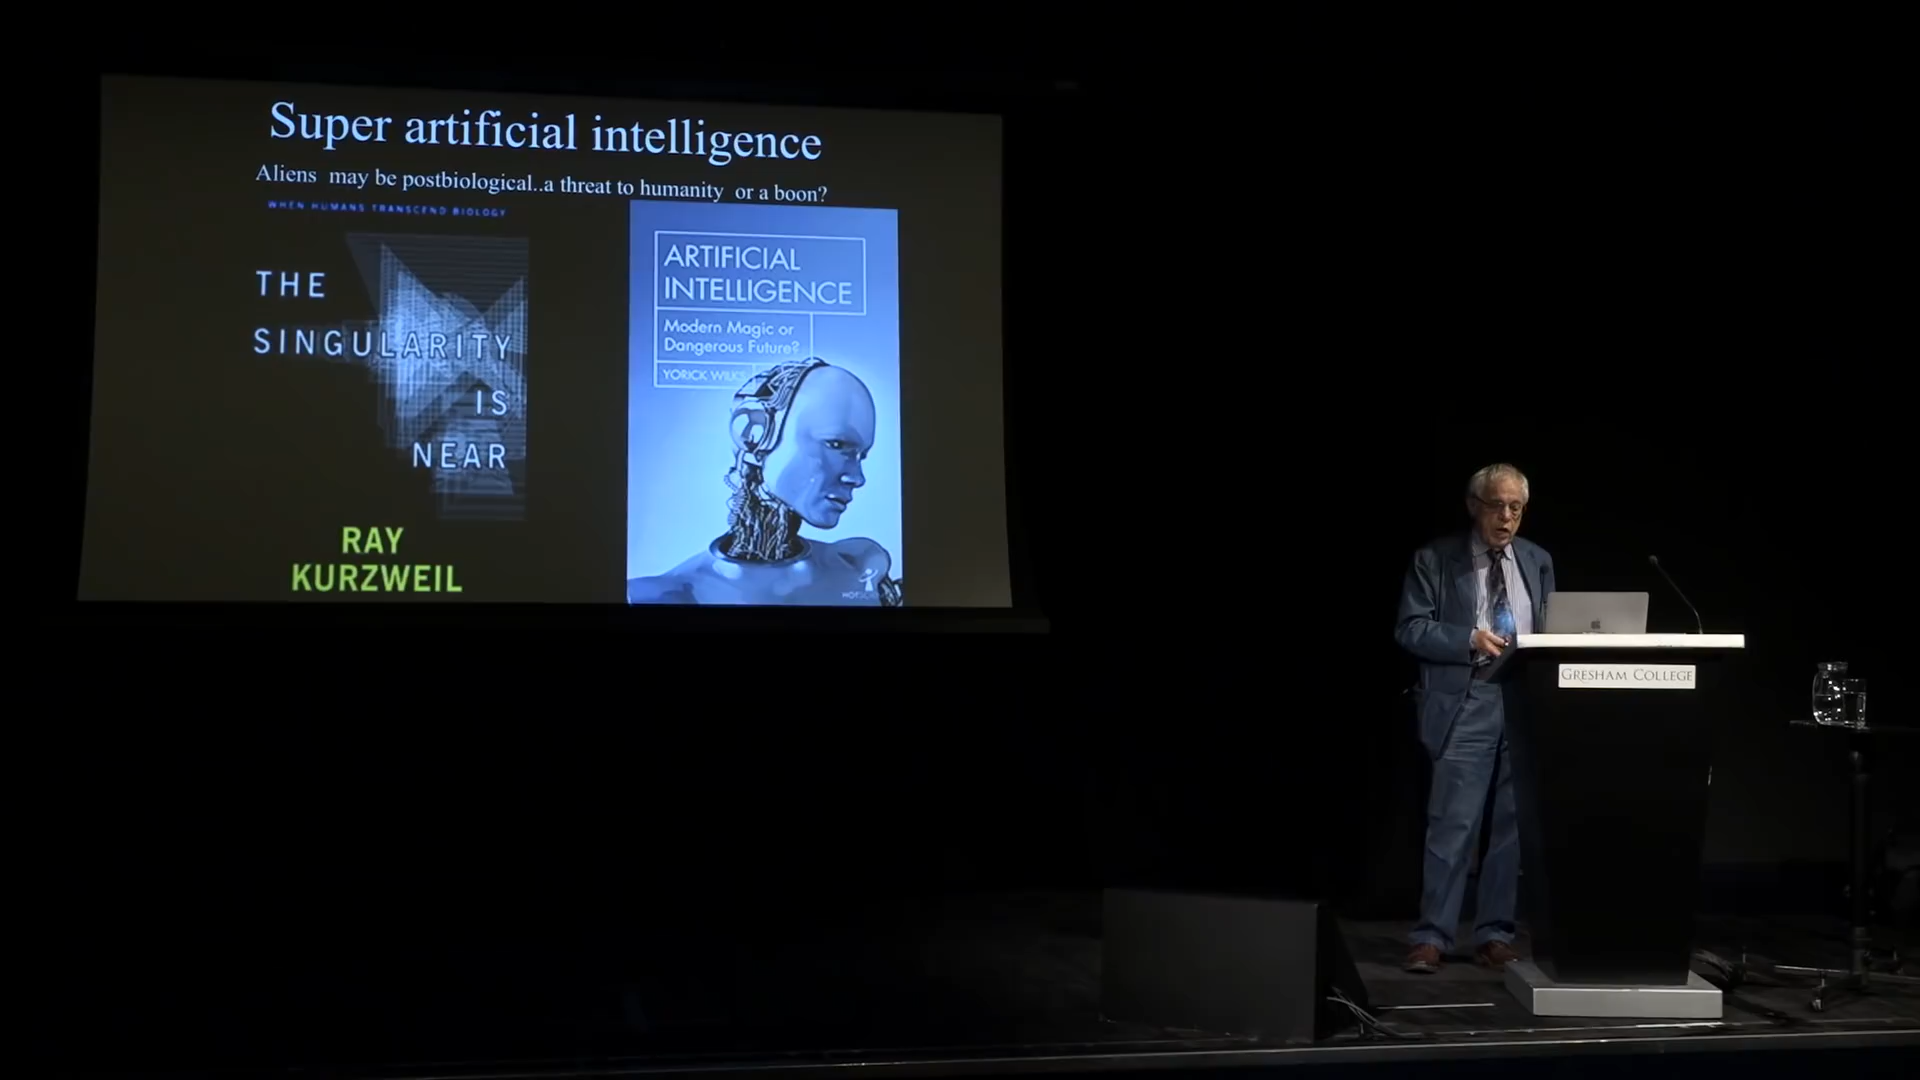 Super artificial intelligence
Aliens may be postbiological..a threat to humanity or a boon?
WHEN HUMANS TRANSCEND BIOLOGY
THE
SINGULARITY
IS
NEAR
RAY
KURZWEIL
ARTIFICIAL
INTELLIGENCE
Modern Magic or
Dangerous Future?
YORICK WILKS
GRESHAM COLLEGE